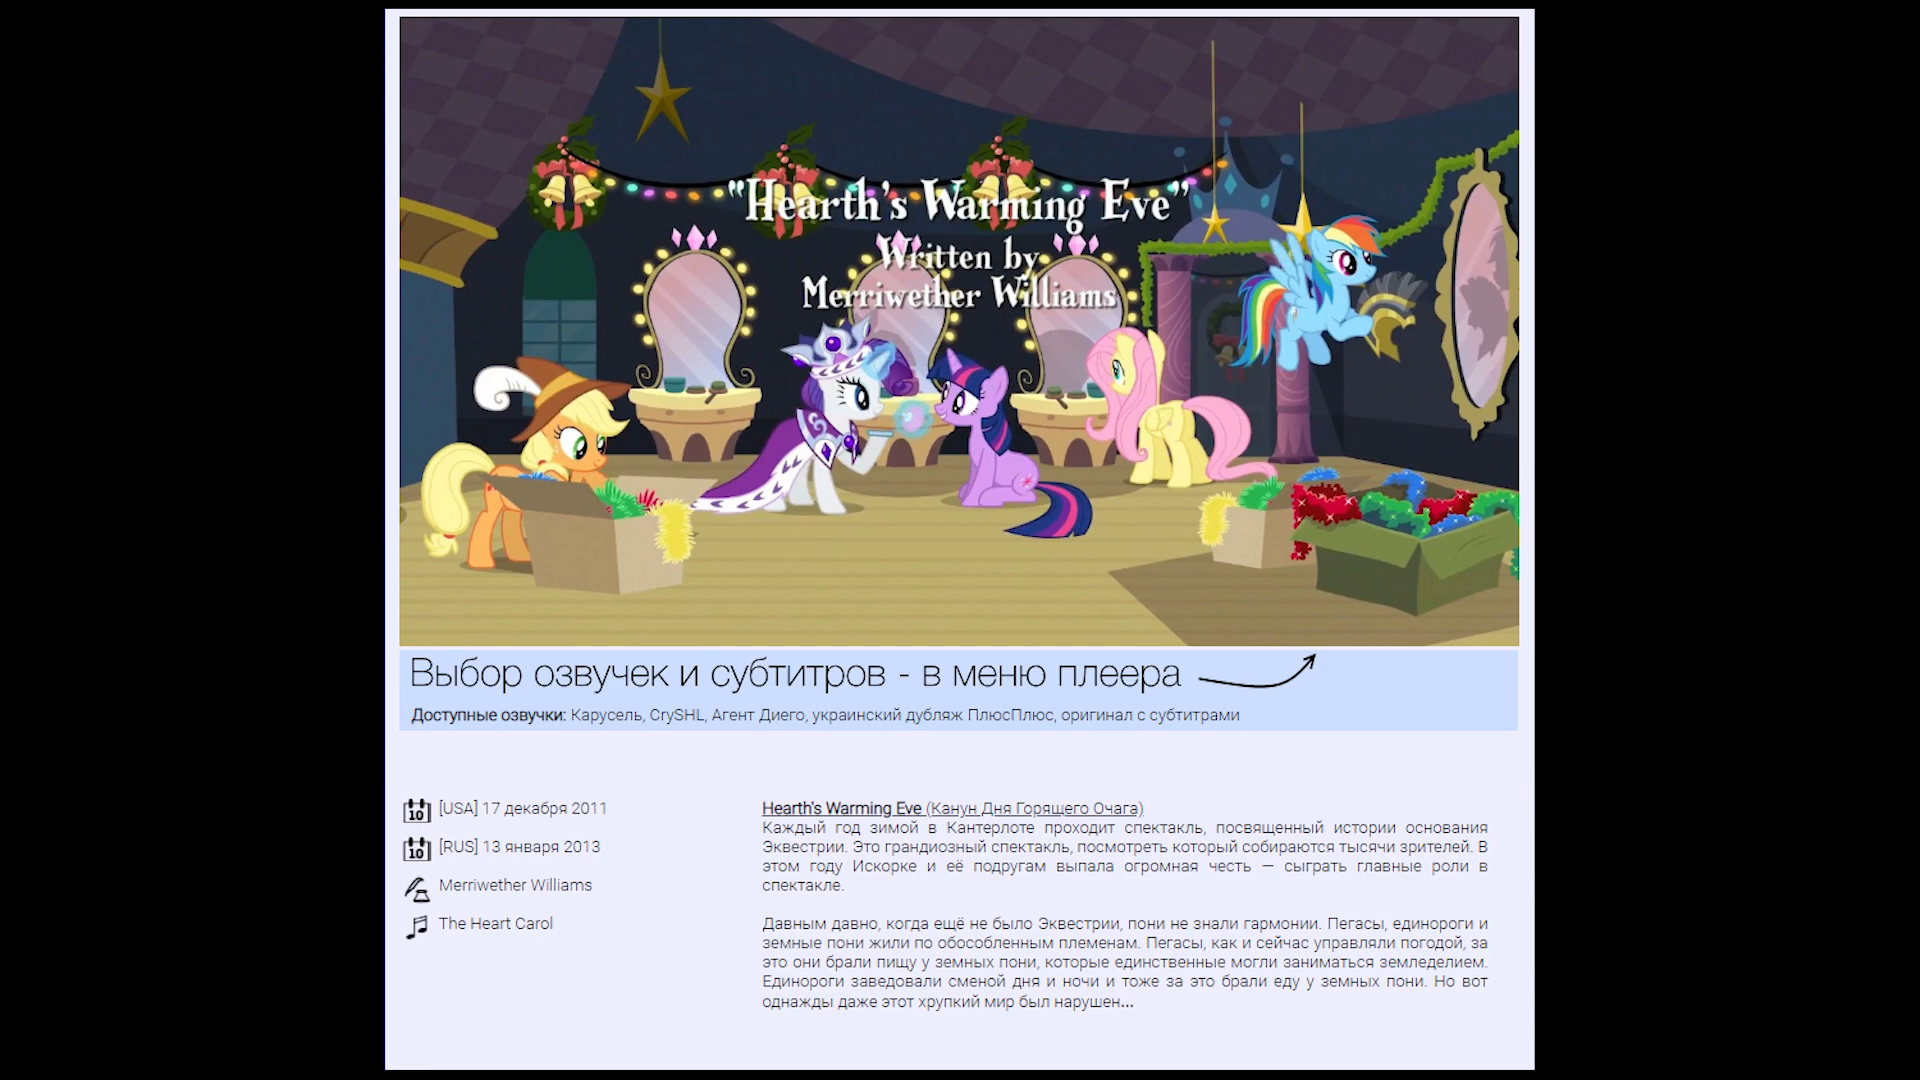 "Hearth's Warming Eve"
Written by
Merriwether Williams
Выбор озвучек и субтитров - в меню плеера
Доступные озвучки: Карусель, CrySHL, Агент Диего, украинский дубляж ПлюсПлюс, оригинал с субтитрами
10 [USA] 17 декабря 2011
10 [RUS] 13 января 2013
Merriwether Williams
The Heart Carol
Hearth's Warming Eve (Канун Дня Горящего Очага)
Каждый год зимой в Кантерлоте проходит спектакль, посвященный истории основания
Эквестрии. Это грандиозный спектакль, посмотреть который собираются тысячи зрителей. В
этом году Искорке и её подругам выпала огромная честь — сыграть главные роли в
спектакле.
Давным давно, когда ещё не было Эквестрии, пони не знали гармонии. Пегасы, единороги и
земные пони жили по обособленным племенам. Пегасы, как и сейчас управляли погодой, за
это они брали пищу у земных пони, которые единственные могли заниматься земледелием.
Единороги заведовали сменой дня и ночи и тоже за это брали еду у земных пони. Но вот
однажды даже этот хрупкий мир был нарушен...